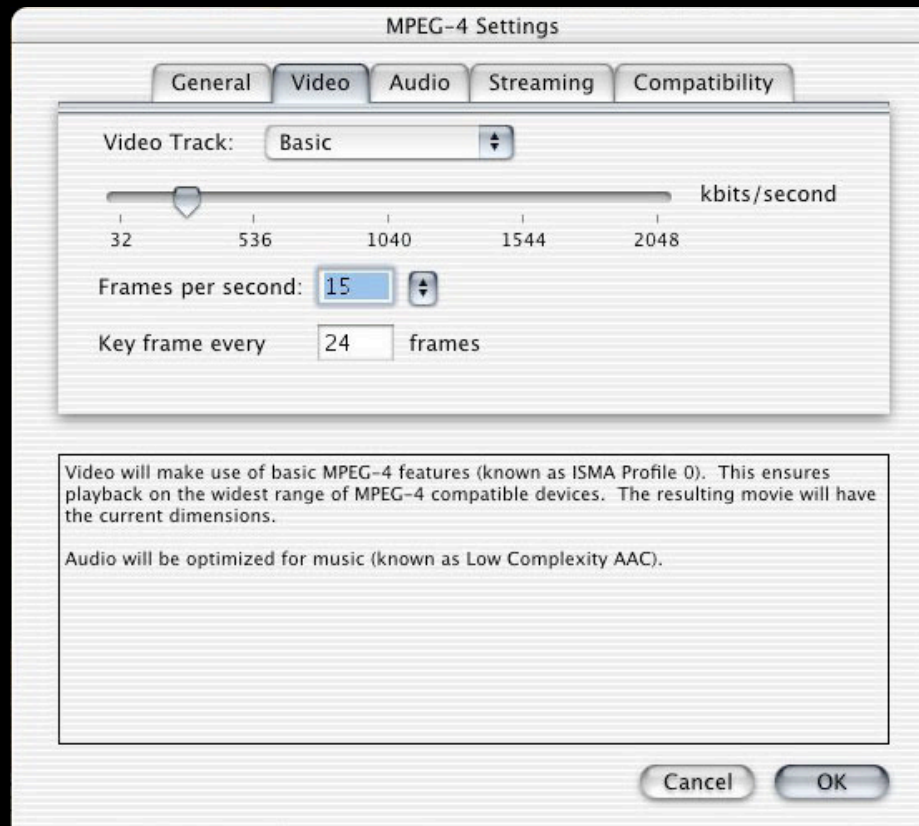 MPEG-4 Settings
General Video Audio Streaming Compatibility
Video Track: Basic
kbits/second
32 536 1040 1544 2048
Frames per second: 15
Key frame every 24 frames
Video will make use of basic MPEG-4 features (known as ISMA Profile 0). This ensures
playback on the widest range of MPEG-4 compatible devices. The resulting movie will have
the current dimensions.
Audio will be optimized for music (known as Low Complexity AAC).
Cancel OK